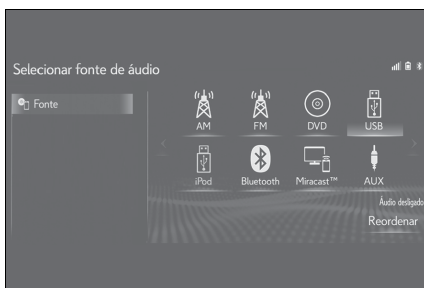 Selecionar fonte de áudio
Fonte
AM FM DVD USB
iPod Bluetooth Miracast™ AUX
Áudio desligado
Reordenar